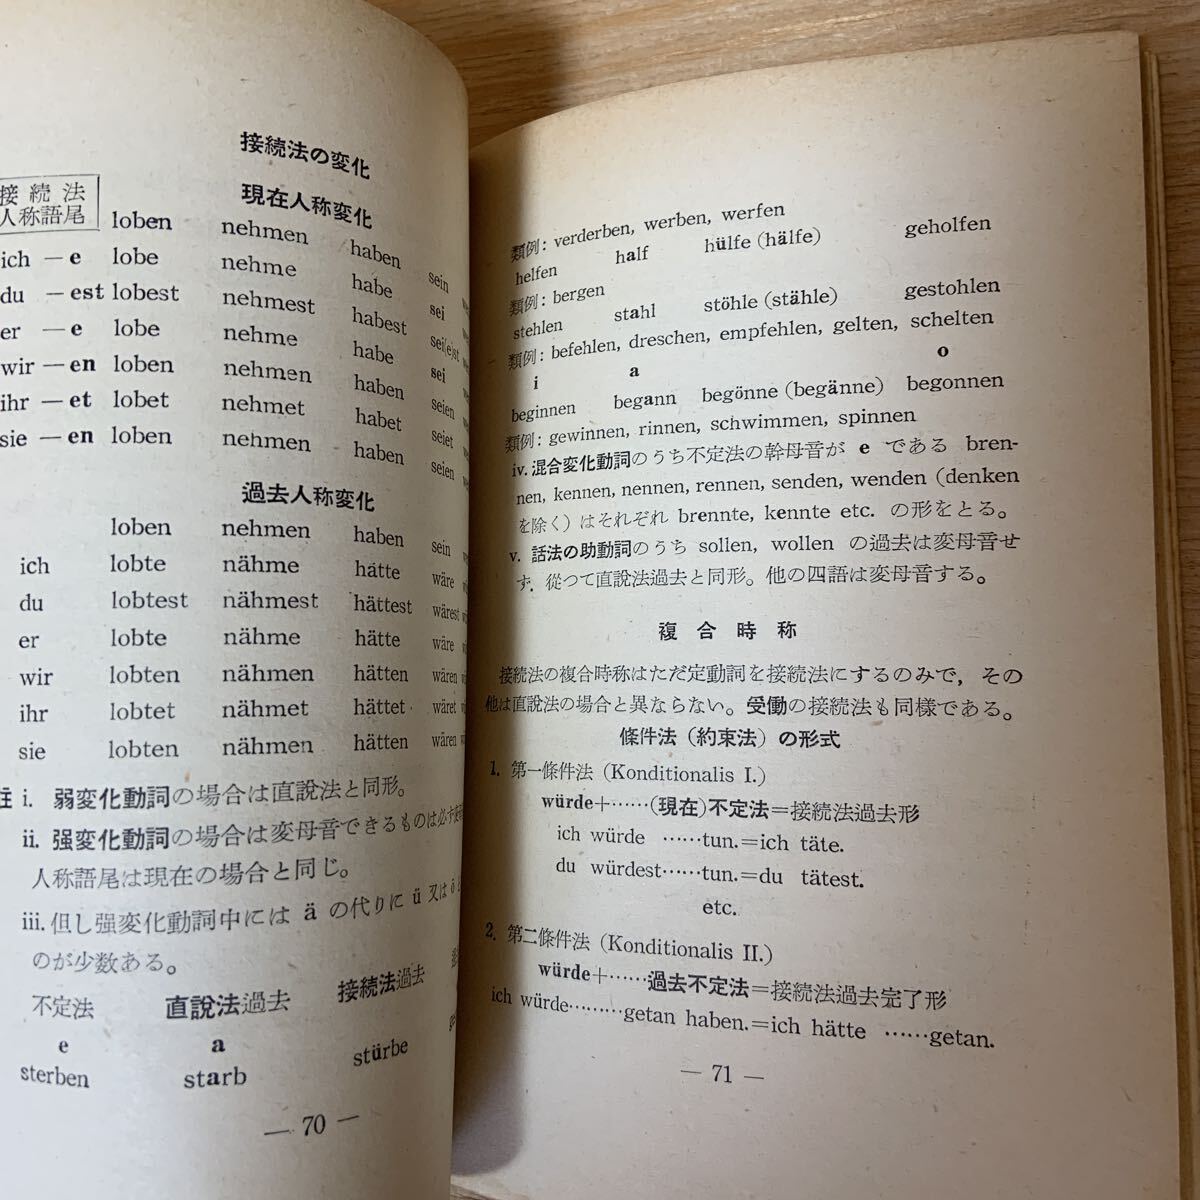 接続法の変化
現在人称変化
接続法
人称語尾
loben nehmen haben sein
ich —e lobe nehme habe sei
du —est lobest nehmest habest sei(e)st
er —e lobe nehme habe sei
wir —en loben nehmen haben seien
ihr —et lobet nehmet habet seiet
sie —en loben nehmen haben seien
過去人称変化
loben nehmen haben sein
ich lobte nähme hätte wäre
du lobtest nähmest hättest wärest
er lobte nähme hätte wäre
wir lobten nähmen hätten wären
ihr lobtet nähmet hättet wäret
sie lobten nähmen hätten wären
註 i. 弱変化動詞の場合は直説法と同形。
ii. 强変化動詞の場合は変母音できるものは必ず
人称語尾は現在の場合と同じ。
iii. 但し强変化動詞中には ä の代りに ü 又は ö
のが少数ある。
不定法 直說法過去 接続法過去
e a
sterben starb stürbe
— 70 —
類例: verderben, werben, werfen
helfen half hülfe (hälfe) geholfen
類例: bergen
stehlen stahl stöhle (stähle) gestohlen
類例: befehlen, dreschen, empfehlen, gelten, schelten
i a o
beginnen begann begönne (begänne) begonnen
類例: gewinnen, rinnen, schwimmen, spinnen
iv. 混合変化動詞のうち不定法の幹母音が e である bren-
nen, kennen, nennen, rennen, senden, wenden (denken
を除く) はそれぞれ brennte, kennte etc. の形をとる。
v. 話法の助動詞のうち sollen, wollen の過去は変母音せ
ず. 從つて直説法過去と同形。他の四語は変母音する。
複合時称
接続法の複合時称はただ定動詞を接続法にするのみで, その
他は直說法の場合と異ならない。受働の接続法も同様である。
條件法 (約束法) の形式
1. 第一條件法 (Konditionalis I.)
würde+……(現在)不定法=接続法過去形
ich würde ……tun.=ich täte.
du würdest……tun.=du tätest.
etc.
2. 第二條件法 (Konditionalis II.)
würde+……過去不定法=接続法過去完了形
ich würde………getan haben.=ich hätte ……getan.
— 71 —